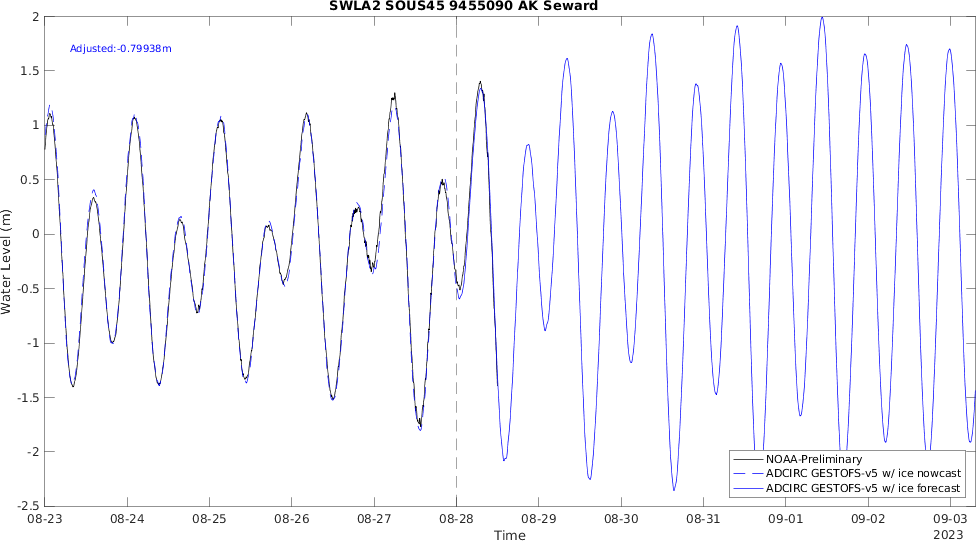 SWLA2 SOUS45 9455090 AK Seward
Adjusted:-0.79938m
Water Level (m)
2
1.5
1
0.5
0
-0.5
-1
-1.5
-2
-2.5
NOAA-Preliminary
ADCIRC GESTOFS-v5 w/ ice nowcast
ADCIRC GESTOFS-v5 w/ ice forecast
08-23 08-24 08-25 08-26 08-27 08-28 08-29 08-30 08-31 09-01 09-02 09-03
2023
Time